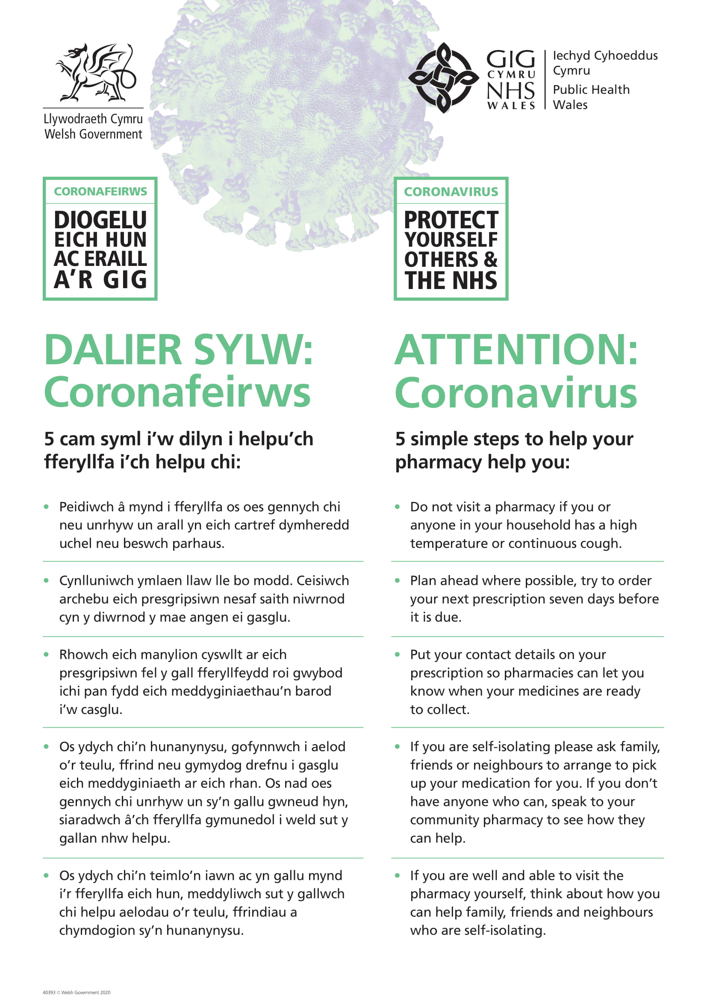 Llywodraeth Cymru
Welsh Government
GIG
CYMRU
NHS
WALES
Iechyd Cyhoeddus
Cymru
Public Health
Wales
CORONAFEIRWS
DIOGELU
EICH HUN
AC ERAILL
A’R GIG
CORONAVIRUS
PROTECT
YOURSELF
OTHERS &
THE NHS
DALIER SYLW:
Coronafeirws
5 cam syml i’w dilyn i helpu’ch
fferyllfa i’ch helpu chi:
• Peidiwch â mynd i fferyllfa os oes gennych chi
neu unrhyw un arall yn eich cartref dymheredd
uchel neu beswch parhaus.
• Cynlluniwch ymlaen llaw lle bo modd. Ceisiwch
archebu eich presgripsiwn nesaf saith niwrnod
cyn y diwrnod y mae angen ei gasglu.
• Rhowch eich manylion cyswllt ar eich
presgripsiwn fel y gall fferyllfeydd roi gwybod
ichi pan fydd eich meddyginiaethau’n barod
i’w casglu.
• Os ydych chi’n hunanynysu, gofynnwch i aelod
o’r teulu, ffrind neu gymydog drefnu i gasglu
eich meddyginiaeth ar eich rhan. Os nad oes
gennych chi unrhyw un sy’n gallu gwneud hyn,
siaradwch â’ch fferyllfa gymunedol i weld sut y
gallan nhw helpu.
• Os ydych chi’n teimlo’n iawn ac yn gallu mynd
i’r fferyllfa eich hun, meddyliwch sut y gallwch
chi helpu aelodau o’r teulu, ffrindiau a
chymdogion sy’n hunanynysu.
ATTENTION:
Coronavirus
5 simple steps to help your
pharmacy help you:
• Do not visit a pharmacy if you or
anyone in your household has a high
temperature or continuous cough.
• Plan ahead where possible, try to order
your next prescription seven days before
it is due.
• Put your contact details on your
prescription so pharmacies can let you
know when your medicines are ready
to collect.
• If you are self-isolating please ask family,
friends or neighbours to arrange to pick
up your medication for you. If you don’t
have anyone who can, speak to your
community pharmacy to see how they
can help.
• If you are well and able to visit the
pharmacy yourself, think about how you
can help family, friends and neighbours
who are self-isolating.
40393 © Welsh Government 2020